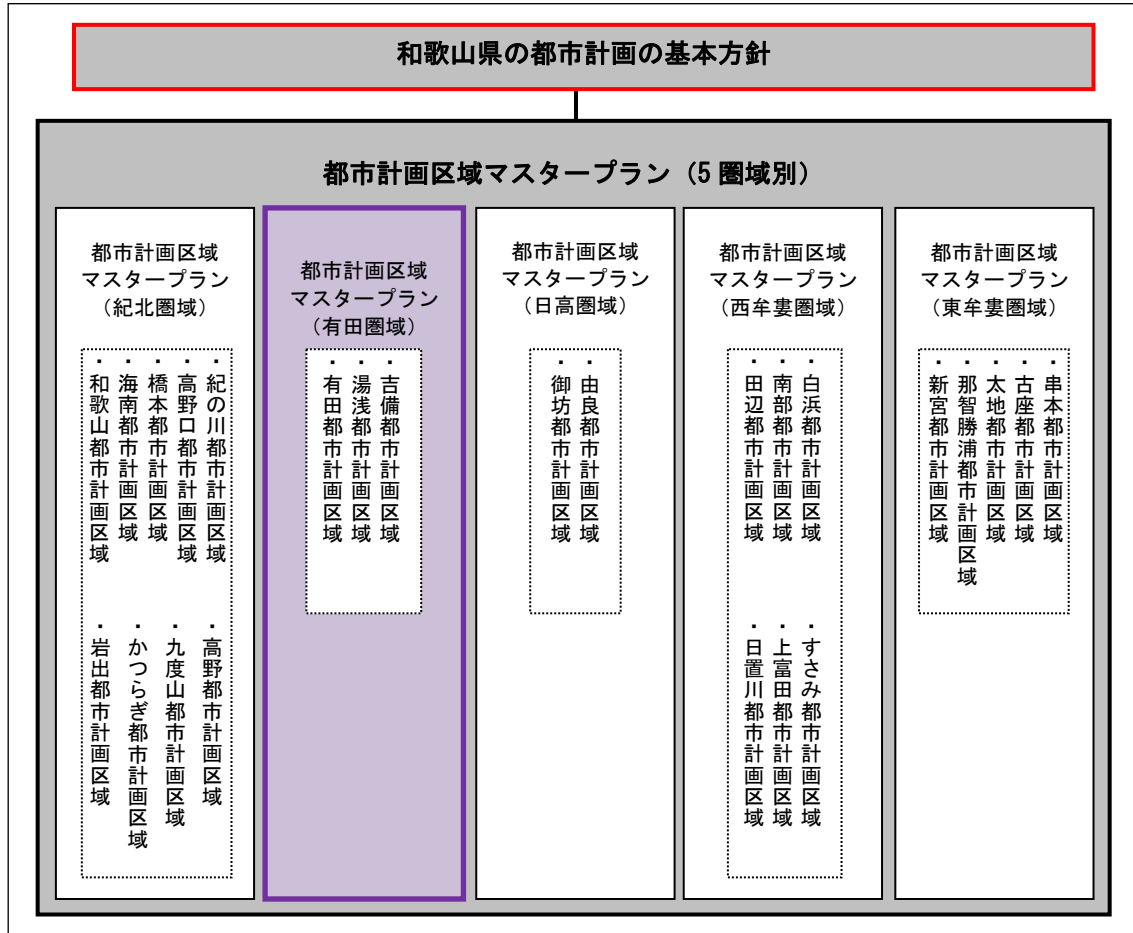 和歌山県の都市計画の基本方針
都市計画区域マスタープラン（5 圏域別）
都市計画区域
マスタープラン
（紀北圏域）
・和歌山都市計画区域
・海南都市計画区域
・橋本都市計画区域
・高野口都市計画区域
・紀の川都市計画区域
・岩出都市計画区域
・かつらぎ都市計画区域
・九度山都市計画区域
・高野都市計画区域
都市計画区域
マスタープラン
（有田圏域）
・有田都市計画区域
・湯浅都市計画区域
・吉備都市計画区域
都市計画区域
マスタープラン
（日高圏域）
・御坊都市計画区域
・由良都市計画区域
都市計画区域
マスタープラン
（西牟婁圏域）
・田辺都市計画区域
・南部都市計画区域
・白浜都市計画区域
・日置川都市計画区域
・上富田都市計画区域
・すさみ都市計画区域
都市計画区域
マスタープラン
（東牟婁圏域）
・新宮都市計画区域
・那智勝浦都市計画区域
・太地都市計画区域
・古座都市計画区域
・串本都市計画区域